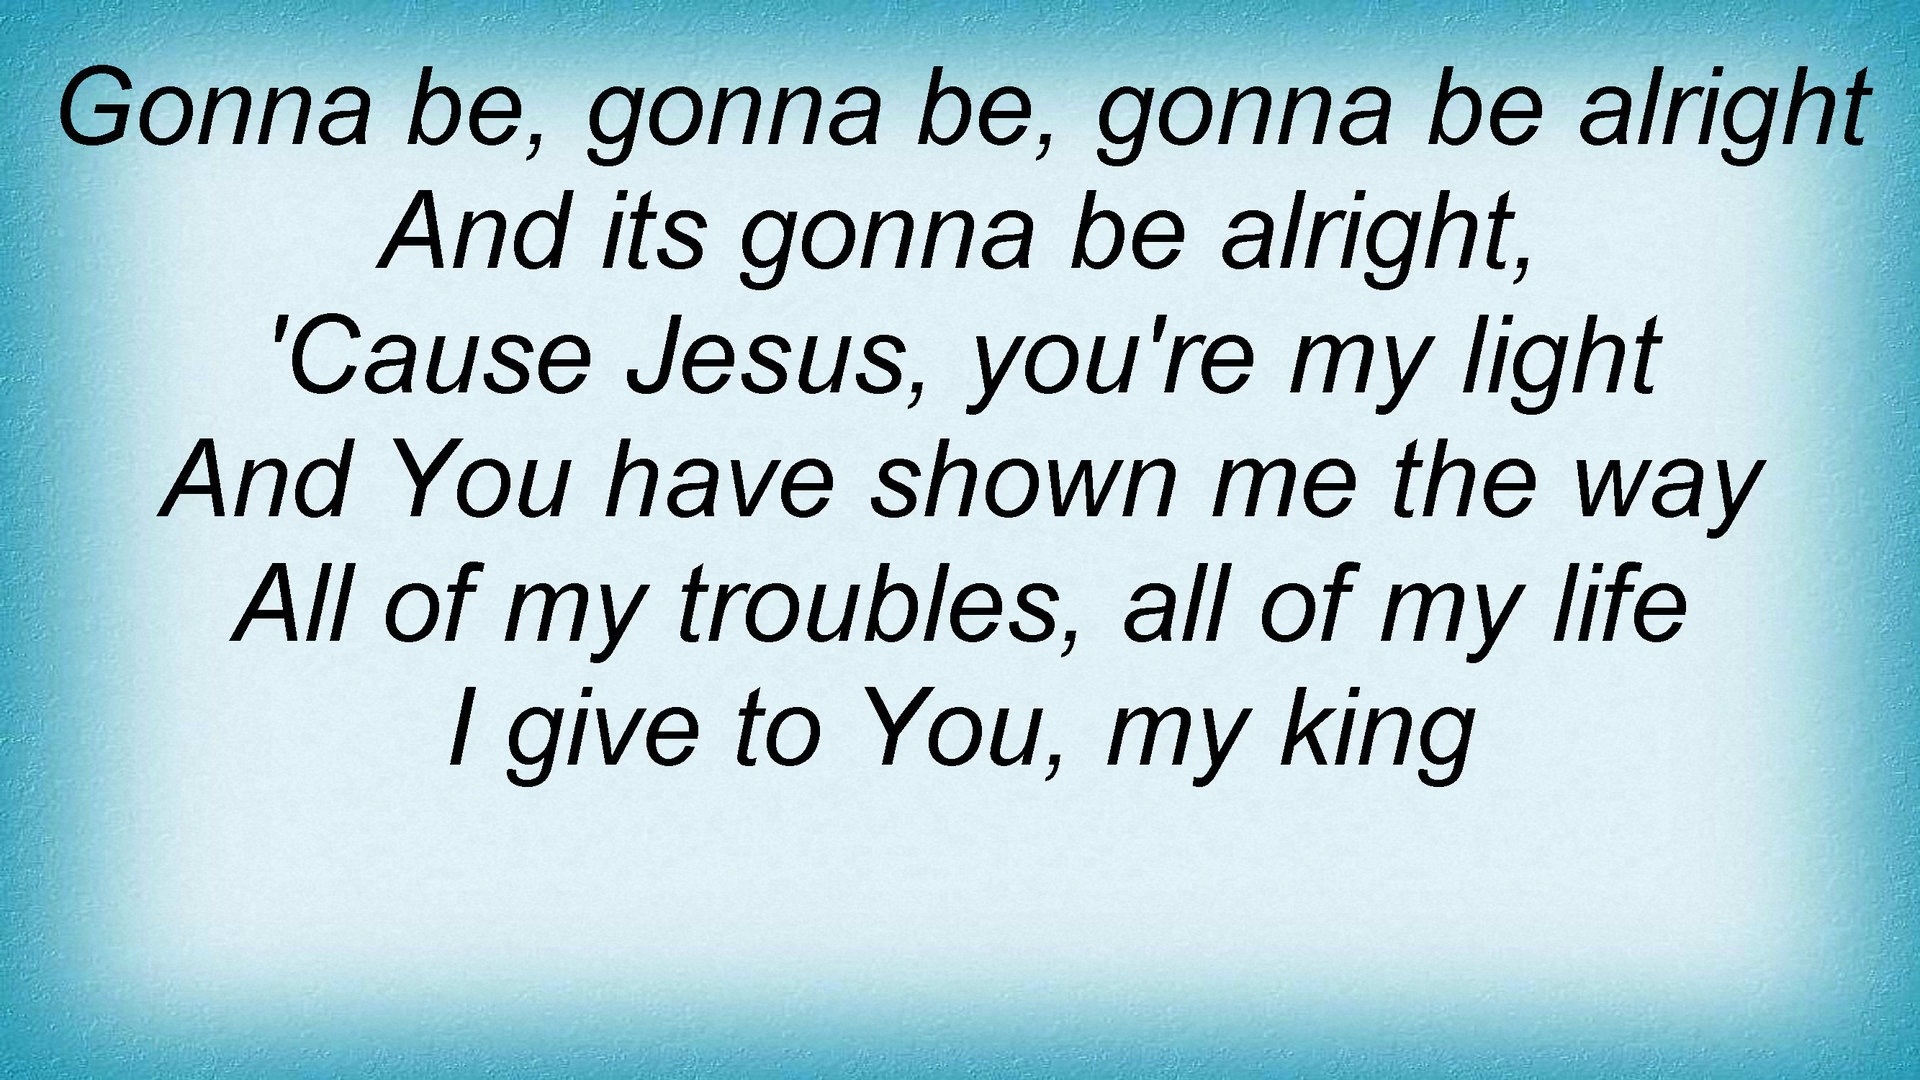 Gonna be, gonna be, gonna be alright
And its gonna be alright,
'Cause Jesus, you're my light
And You have shown me the way
All of my troubles, all of my life
I give to You, my king